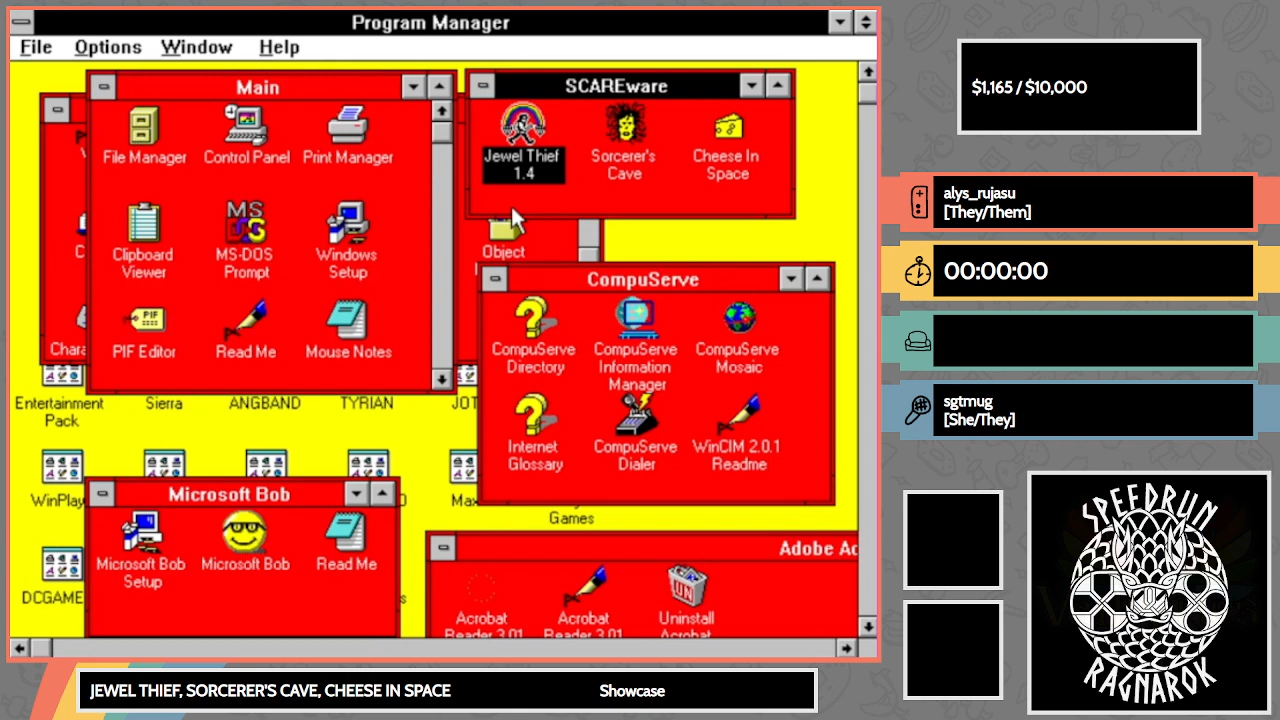 Program Manager
File Options Window Help
Main
File Manager
Control Panel
Print Manager
Clipboard
Viewer
MS-DOS
Prompt
Windows
Setup
PIF
PIF Editor
Read Me
Mouse Notes
SCAREware
Jewel Thief
1.4
Sorcerer's
Cave
Cheese In
Space
Object
CompuServe
CompuServe
Directory
CompuServe
Information
Manager
CompuServe
Mosaic
Internet
Glossary
CompuServe
Dialer
WinCIM 2.0.1
Readme
Entertainment
Pack
Sierra
ANGBAND
TYRIAN
Games
Microsoft Bob
Microsoft Bob
Setup
Microsoft Bob
Read Me
Acrobat
Reader 3.01
Acrobat
Reader 3.01
UN
Uninstall
Acrobat
$1,165 / $10,000
alys_rujasu
[They/Them]
00:00:00
sgtmug
[She/They]
SPEEDRUN
RAGNAROK
JEWEL THIEF, SORCERER'S CAVE, CHEESE IN SPACE
Showcase